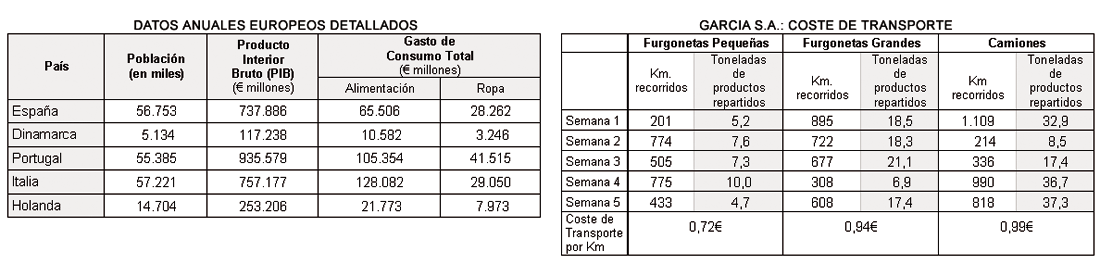 DATOS ANUALES EUROPEOS DETALLADOS
País
Población
(en miles)
Producto
Interior
Bruto (PIB)
(€ millones)
Gasto de
Consumo Total
(€ millones)
Alimentación
Ropa
España 56.753 737.886 65.506 28.262
Dinamarca 5.134 117.238 10.582 3.246
Portugal 55.385 935.579 105.354 41.515
Italia 57.221 757.177 128.082 29.050
Holanda 14.704 253.206 21.773 7.973
GARCIA S.A.: COSTE DE TRANSPORTE
Furgonetas Pequeñas Furgonetas Grandes Camiones
Km.
recorridos
Toneladas
de
productos
repartidos
Km.
recorridos
Toneladas
de
productos
repartidos
Km
recorridos
Toneladas
de
productos
repartidos
Semana 1 201 5,2 895 18,5 1.109 32,9
Semana 2 774 7,6 722 18,3 214 8,5
Semana 3 505 7,3 677 21,1 336 17,4
Semana 4 775 10,0 308 6,9 990 36,7
Semana 5 433 4,7 608 17,4 818 37,3
Coste de
Transporte
por Km
0,72€ 0,94€ 0,99€